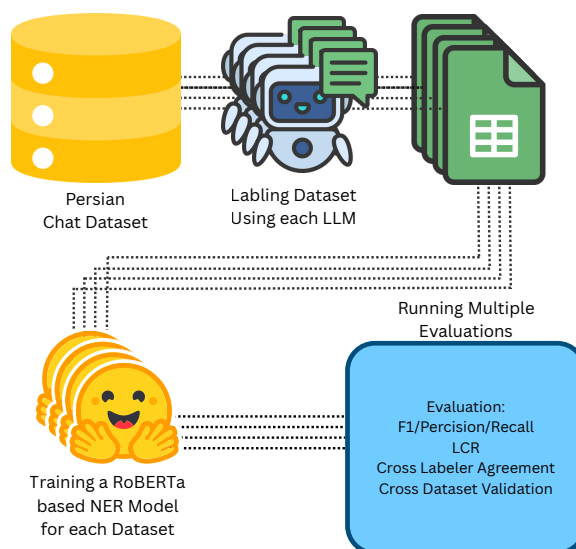 Persian
Chat Dataset
Labling Dataset
Using each LLM
Running Multiple
Evaluations
Training a RoBERTa
based NER Model
for each Dataset
Evaluation:
F1/Percision/Recall
LCR
Cross Labeler Agreement
Cross Dataset Validation